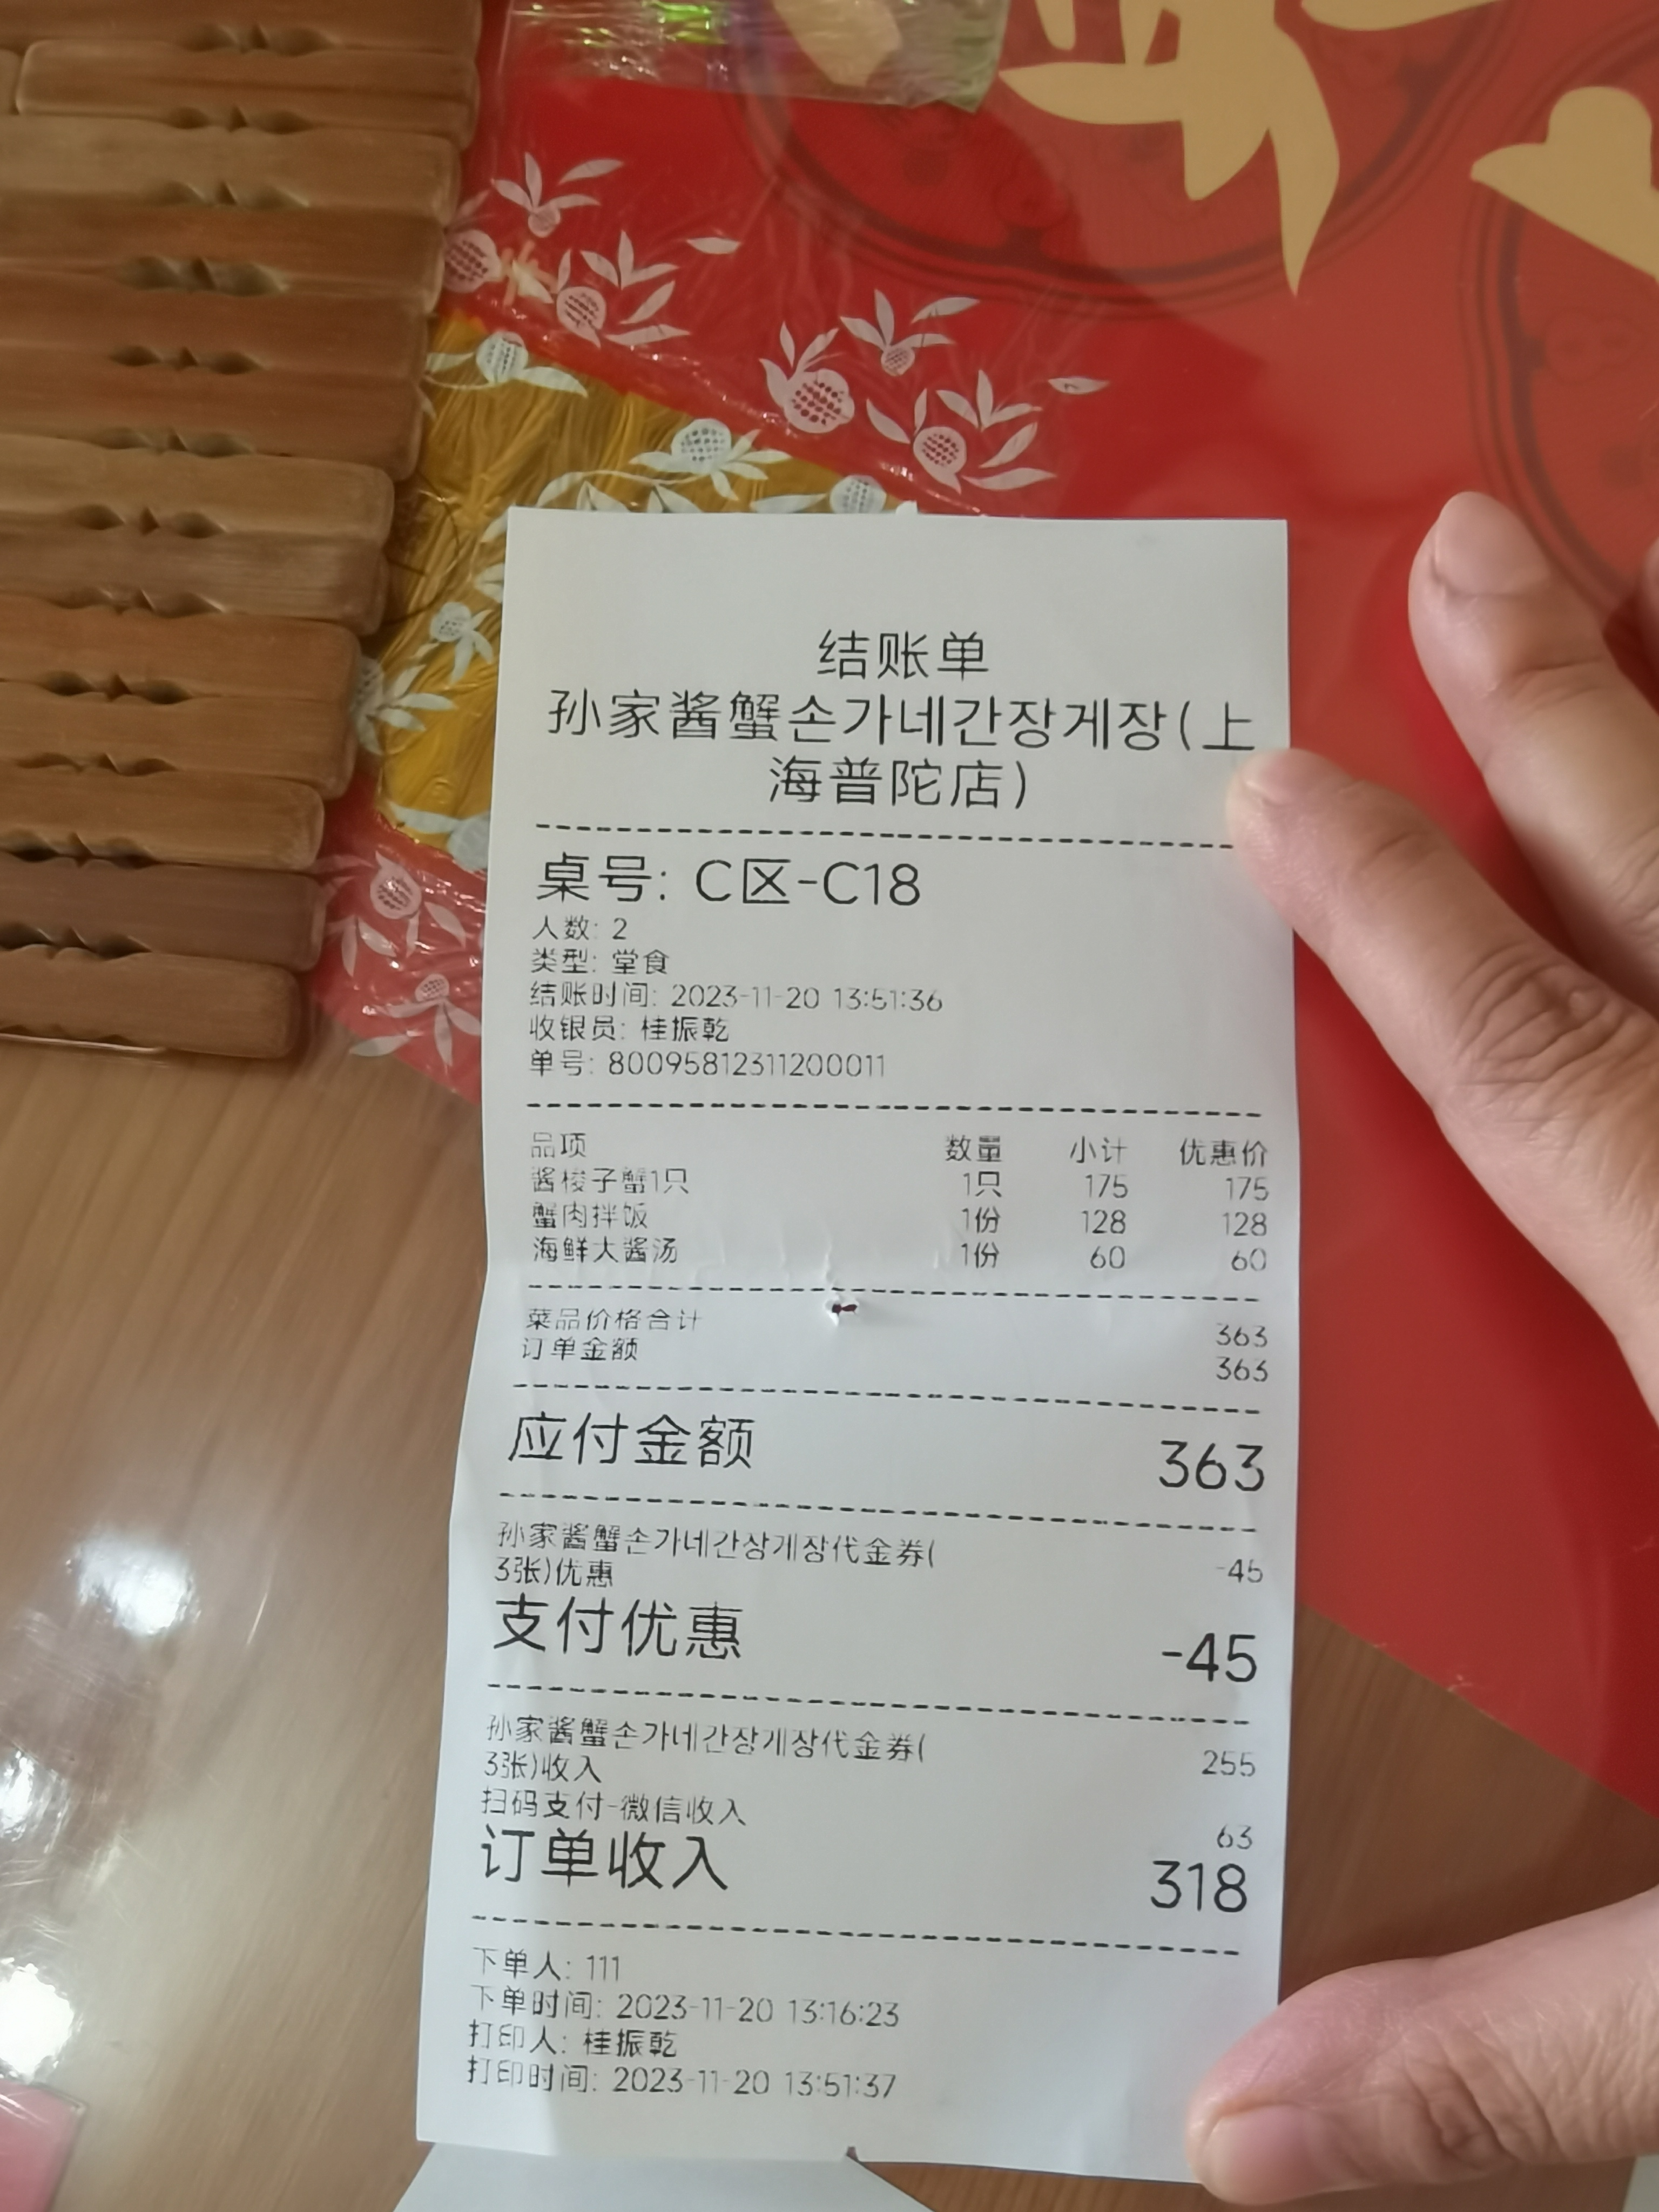 结账单
孙家酱蟹손가네간장게장(上
海普陀店)
桌号: C区-C18
人数: 2
类型: 堂食
结账时间: 2023-11-20 13:51:36
收银员: 桂振乾
单号: 80095812311200011
品项 数量 小计 优惠价
酱梭子蟹1只 1只 175 175
蟹肉拌饭 1份 128 128
海鲜大酱汤 1份 60 60
菜品价格合计 363
订单金额 363
应付金额 363
孙家酱蟹손가네간장게장代金券( -45
3张)优惠
支付优惠 -45
孙家酱蟹손가네간장게장代金券( 255
3张)收入
扫码支付-微信收入 63
订单收入 318
下单人: 111
下单时间: 2023-11-20 13:16:23
打印人: 桂振乾
打印时间: 2023-11-20 13:51:37